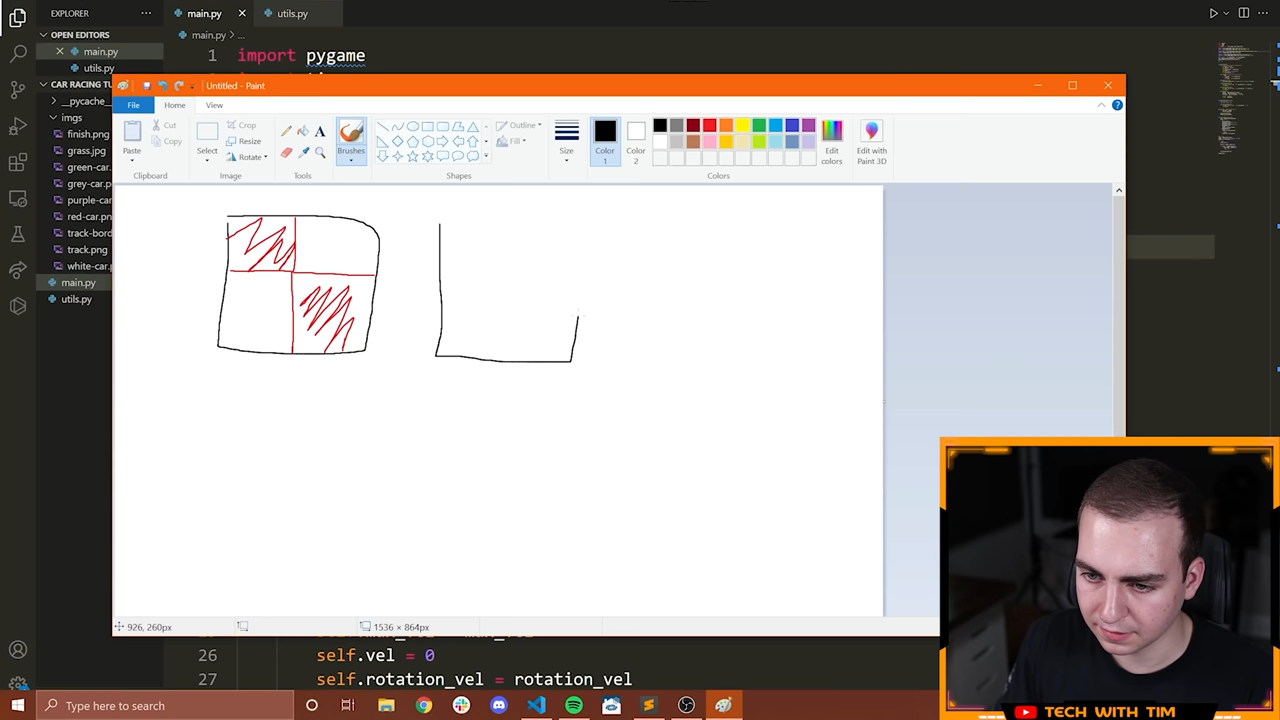 EXPLORER
main.py
utils.py
OPEN EDITORS
main.py
utils.py
main.py > ...
1 import pygame
CAR RACING TU
__pycache_
imgs
finish.png
grass.jpg
green-car.
grey-car.p
purple-car
red-car.pn
track-bord
track.png
white-car.p
main.py
utils.py
Untitled - Paint
File
Home
View
Paste
Cut
Copy
Clipboard
Select
Crop
Resize
Rotate
Image
A
Tools
Brushes
Outline
Fill
Shapes
Size
Color 1
Color 2
Edit colors
Colors
Edit with Paint 3D
926, 260px
1536 × 864px
26 self.vel = 0
27 self.rotation_vel = rotation_vel
Type here to search
TECH WITH TIM